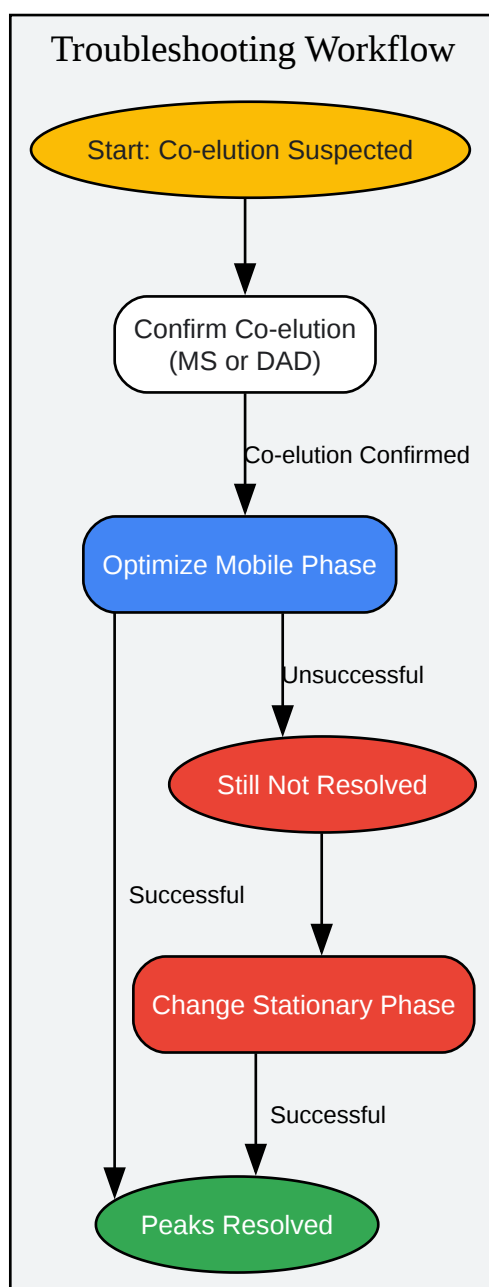 Troubleshooting Workflow
Start: Co-elution Suspected
Confirm Co-elution
(MS or DAD)
Co-elution Confirmed
Optimize Mobile Phase
Unsuccessful
Still Not Resolved
Successful
Change Stationary Phase
Successful
Peaks Resolved